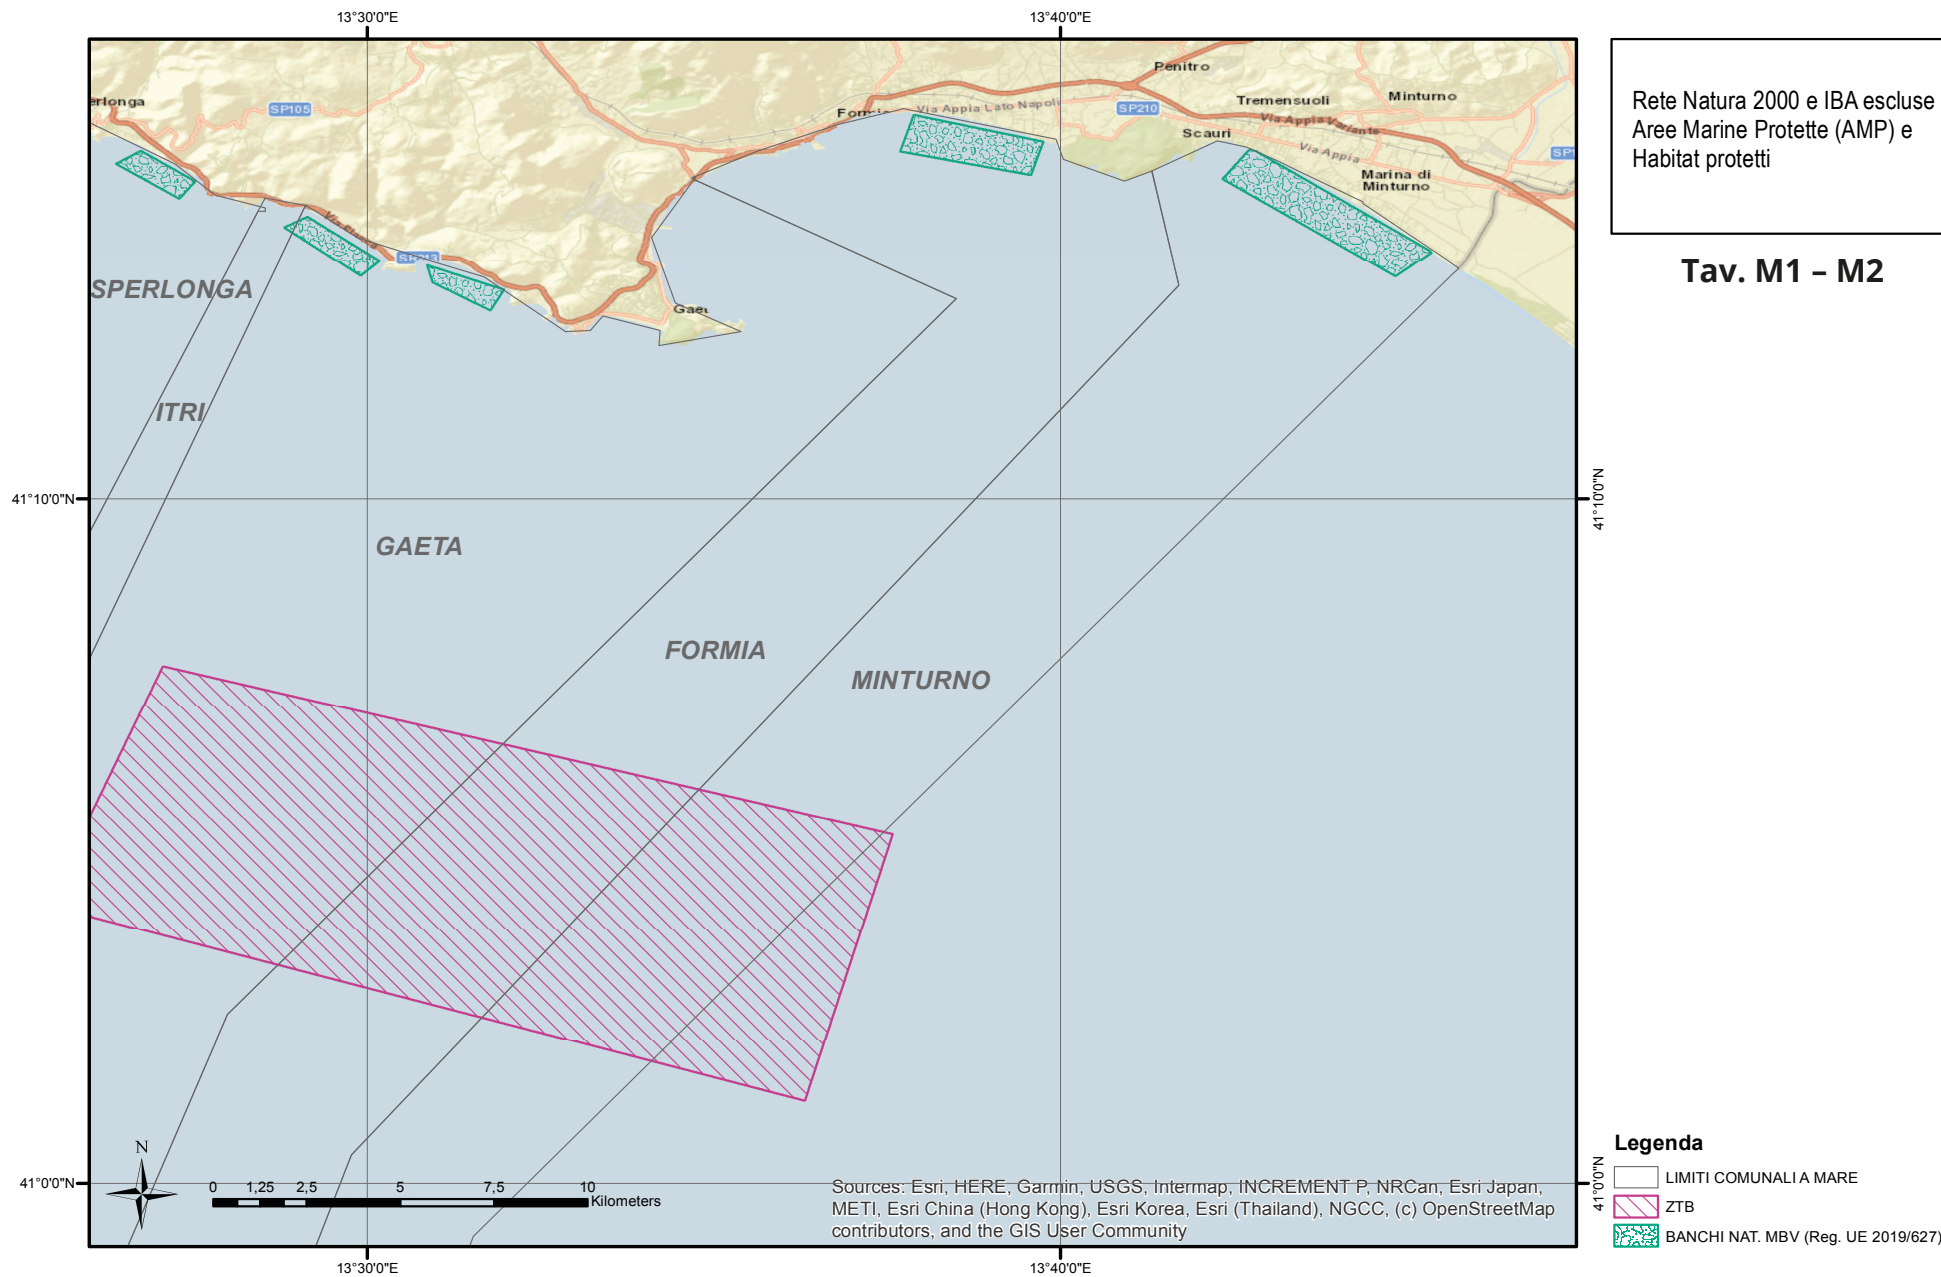 13°30'0"E
13°40'0"E
Rete Natura 2000 e IBA escluse
Aree Marine Protette (AMP) e
Habitat protetti
Tav. M1 – M2
Penitro
erlonga
SP105
Via Appia Lato Napoli
SP210
Tremensuoli
Minturno
Via Appia Variante
Scauri
Via Appia
Marina di
Minturno
Via Flacca
SP213
SPERLONGA
ITRI
GAETA
FORMIA
MINTURNO
41°10'0"N
41°10'0"N
41°0'0"N
41°0'0"N
N
0 1,25 2,5 5 7,5 10
Kilometers
Sources: Esri, HERE, Garmin, USGS, Intermap, INCREMENT P, NRCan, Esri Japan,
METI, Esri China (Hong Kong), Esri Korea, Esri (Thailand), NGCC, (c) OpenStreetMap
contributors, and the GIS User Community
Legenda
LIMITI COMUNALI A MARE
ZTB
BANCHI NAT. MBV (Reg. UE 2019/627)
13°30'0"E
13°40'0"E